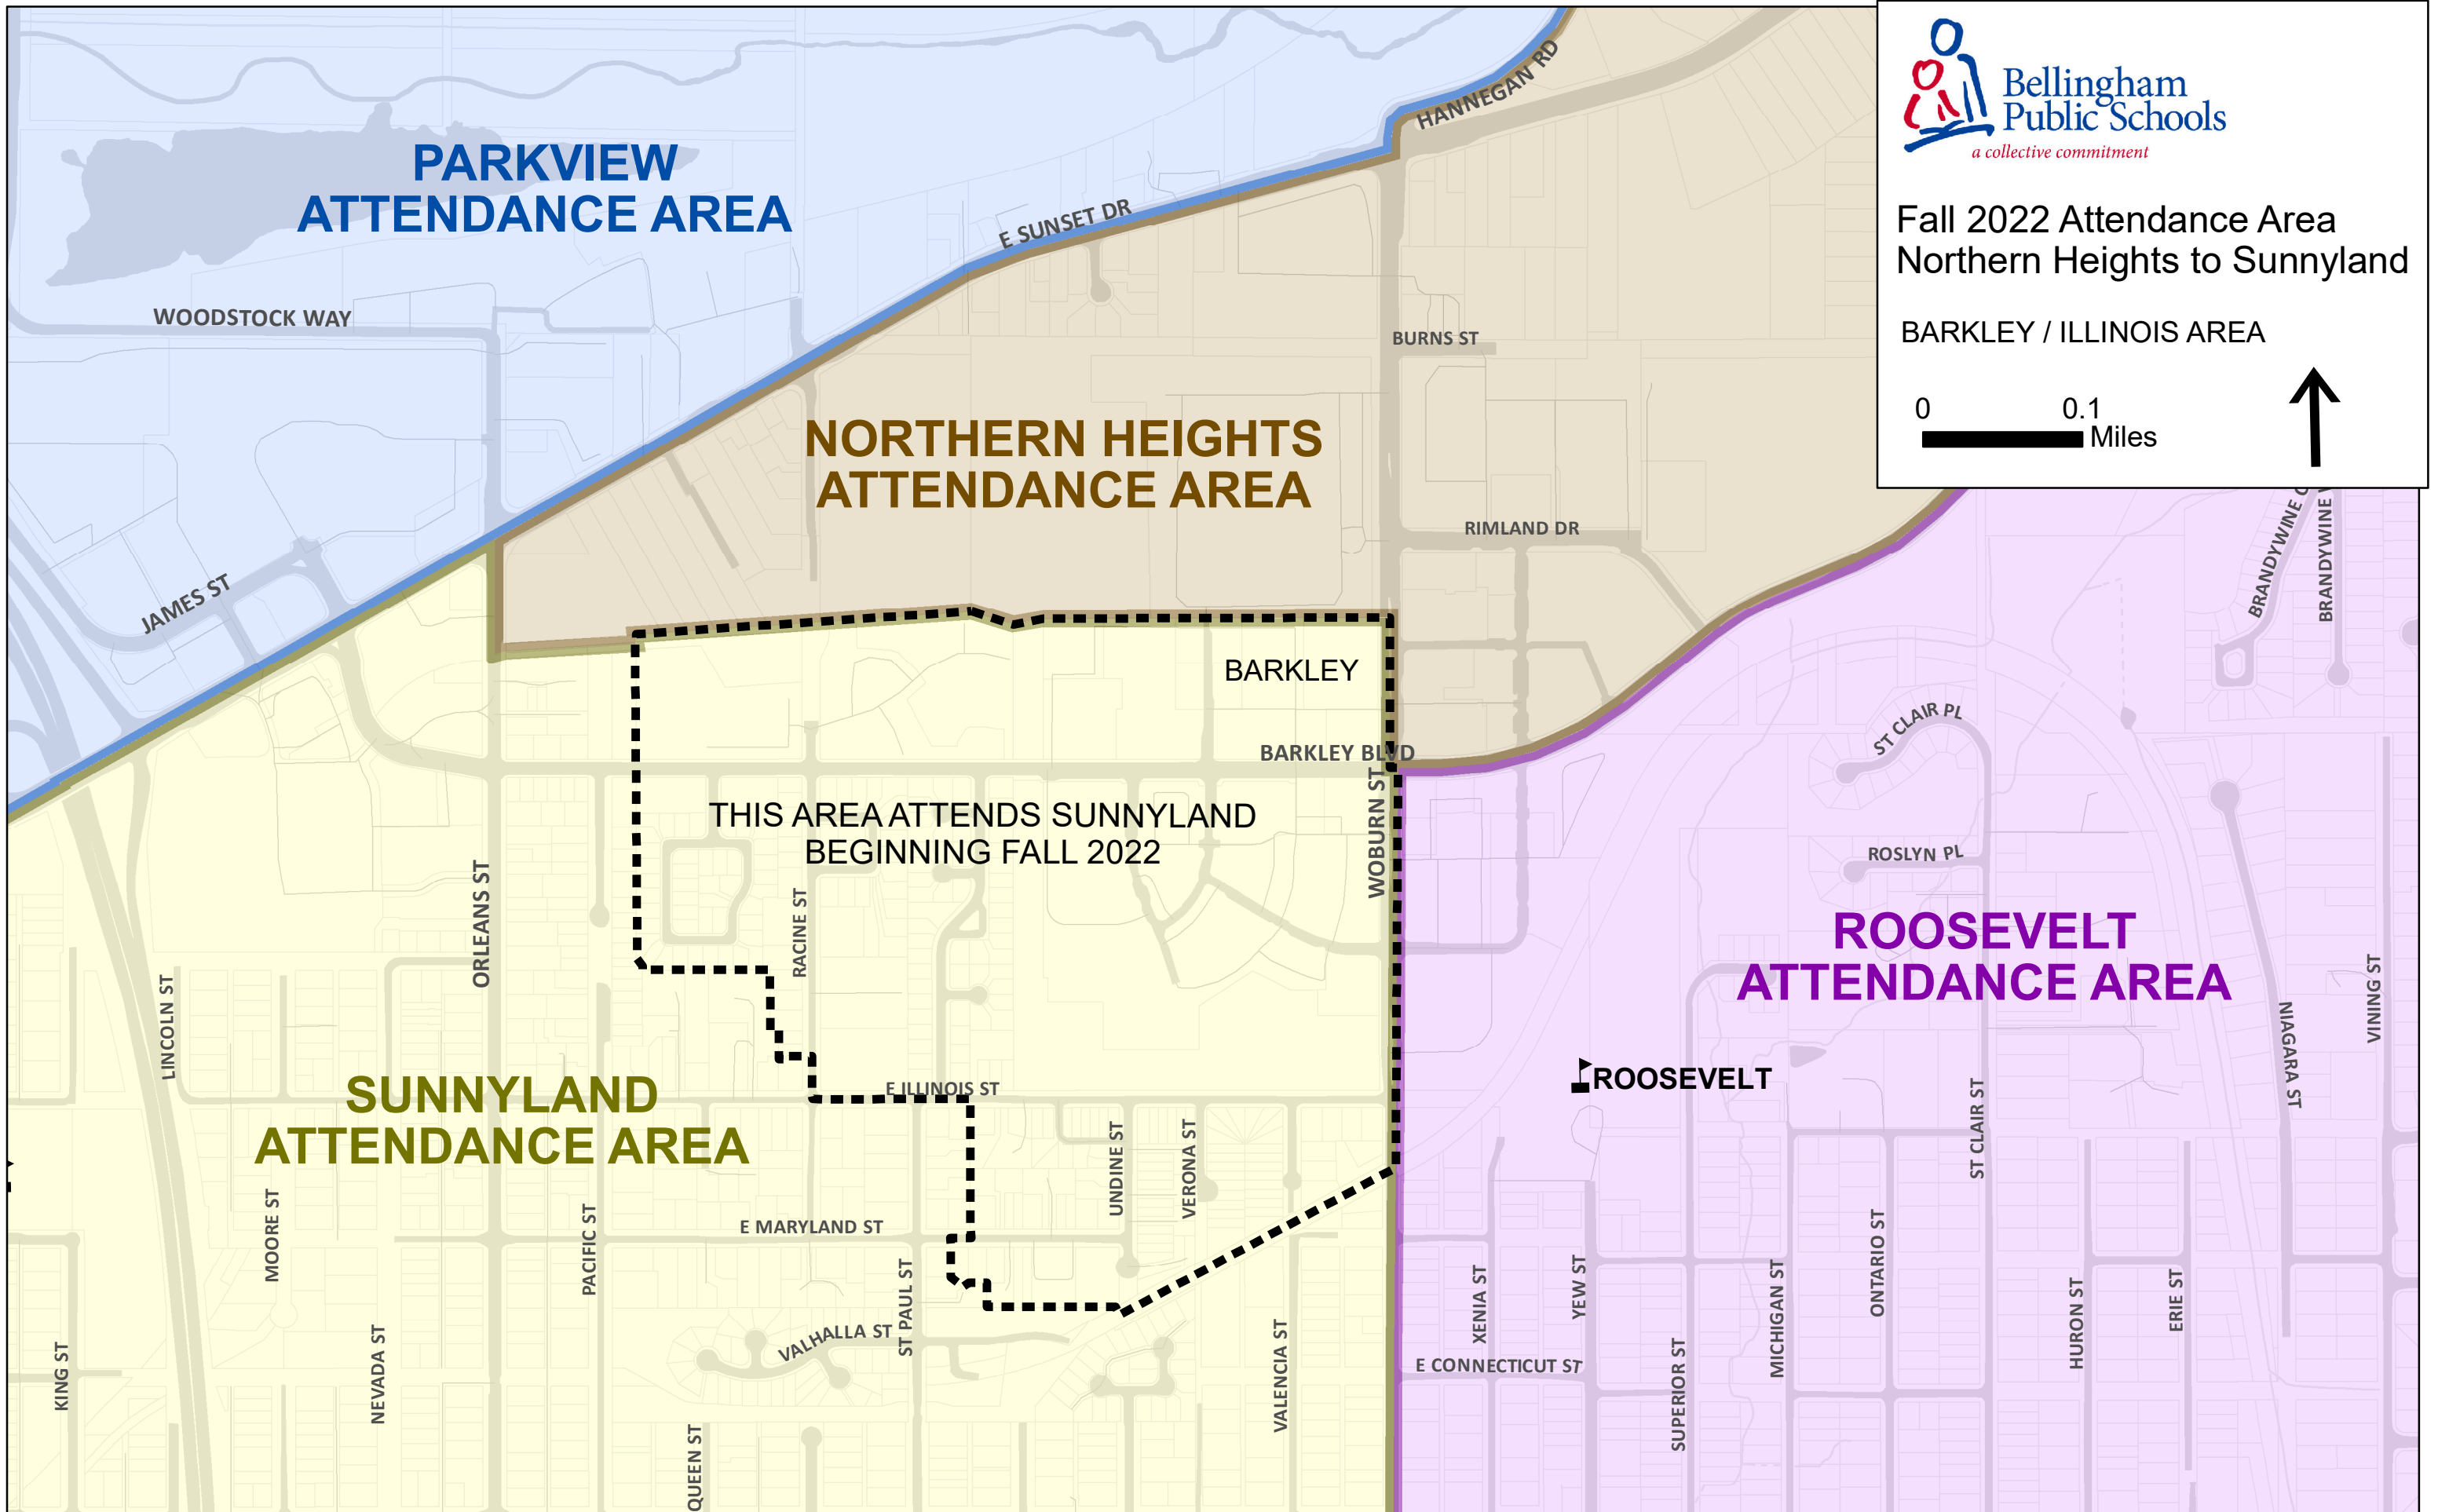 Bellingham
Public Schools
a collective commitment
Fall 2022 Attendance Area
Northern Heights to Sunnyland
BARKLEY / ILLINOIS AREA
0 0.1
Miles
HANNEGAN RD
PARKVIEW
ATTENDANCE AREA
E SUNSET DR
WOODSTOCK WAY
BURNS ST
NORTHERN HEIGHTS
ATTENDANCE AREA
RIMLAND DR
BRANDYWINE
BRANDYWINE
JAMES ST
BARKLEY
ST CLAIR PL
BARKLEY BLVD
WOBURN ST
THIS AREA ATTENDS SUNNYLAND
BEGINNING FALL 2022
ROSLYN PL
ORLEANS ST
RACINE ST
ROOSEVELT
ATTENDANCE AREA
LINCOLN ST
VINING ST
NIAGARA ST
ROOSEVELT
E ILLINOIS ST
SUNNYLAND
ATTENDANCE AREA
ST CLAIR ST
UNDINE ST
VERONA ST
MOORE ST
PACIFIC ST
E MARYLAND ST
ST PAUL ST
XENIA ST
YEW ST
MICHIGAN ST
ONTARIO ST
HURON ST
ERIE ST
VALHALLA ST
KING ST
NEVADA ST
VALENCIA ST
E CONNECTICUT ST
SUPERIOR ST
QUEEN ST